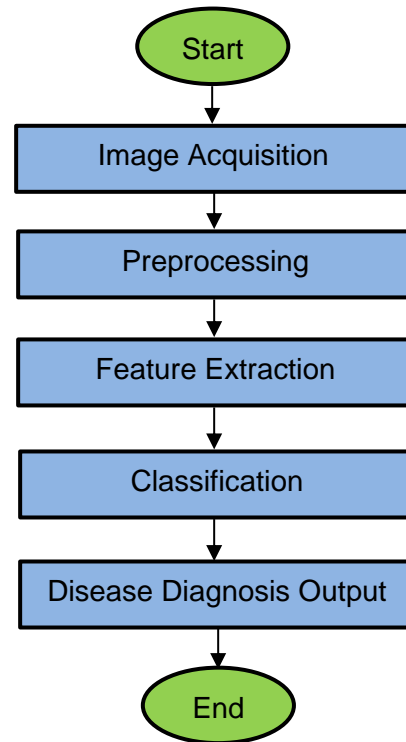 Start
Image Acquisition
Preprocessing
Feature Extraction
Classification
Disease Diagnosis Output
End